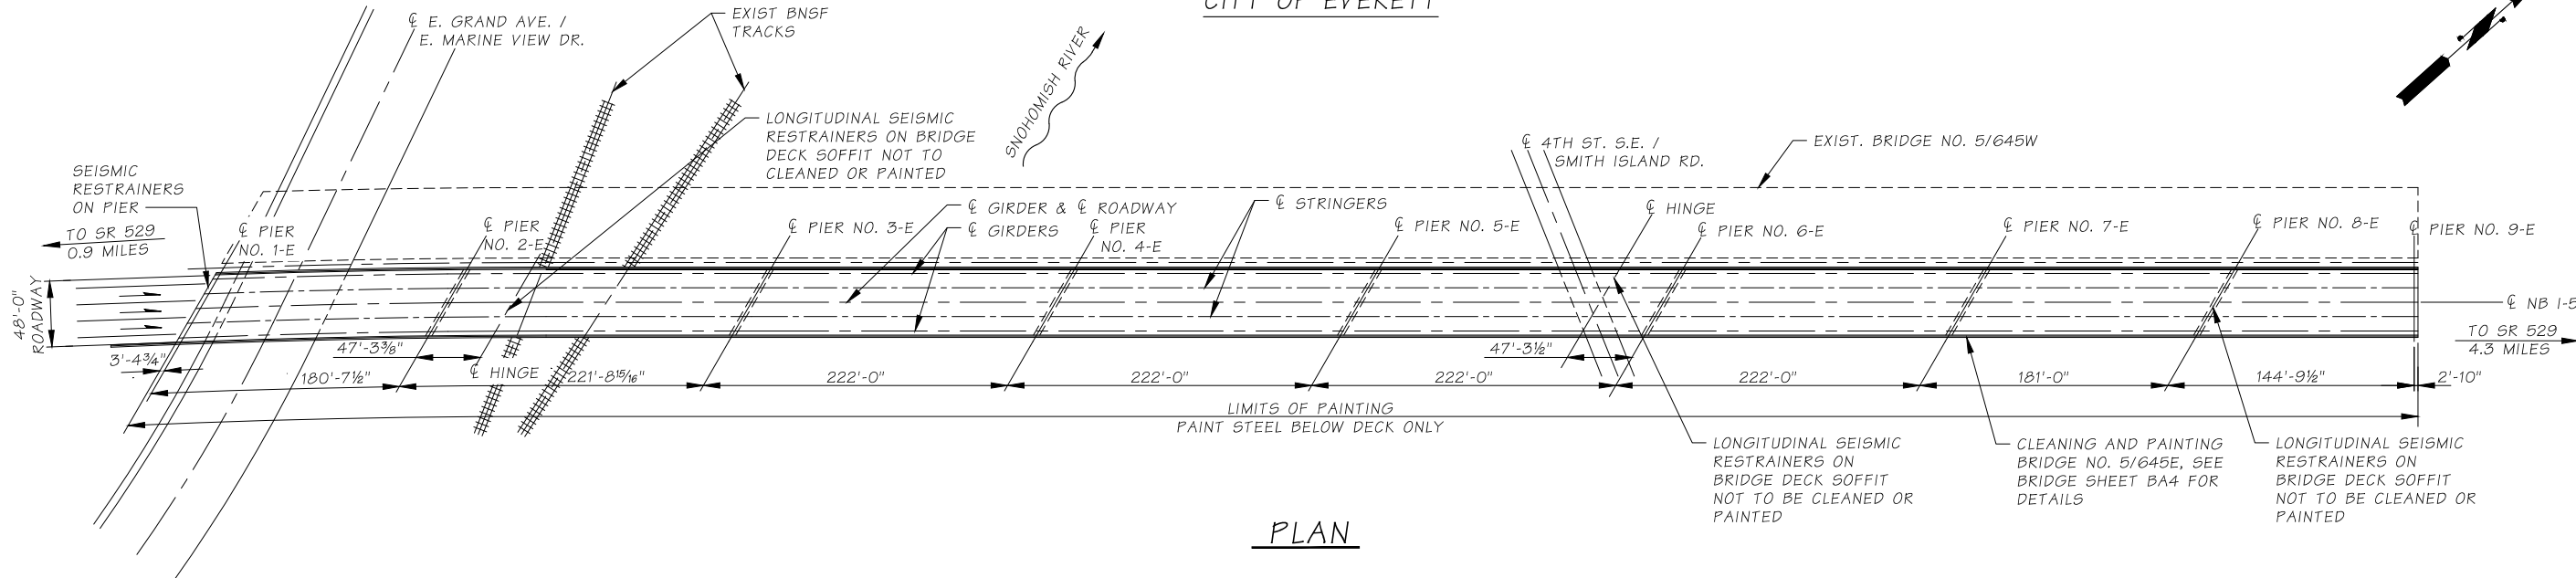 CITY OF EVERETT
℄ E. GRAND AVE. /
E. MARINE VIEW DR.
EXIST BNSF
TRACKS
SNOHOMISH RIVER
LONGITUDINAL SEISMIC
RESTRAINERS ON BRIDGE
DECK SOFFIT NOT TO
CLEANED OR PAINTED
℄ 4TH ST. S.E. /
SMITH ISLAND RD.
EXIST. BRIDGE NO. 5/645W
SEISMIC
RESTRAINERS
ON PIER
TO SR 529
0.9 MILES
℄ PIER
NO. 1-E
℄ PIER
NO. 2-E
℄ PIER NO. 3-E
℄ GIRDER & ℄ ROADWAY
℄ GIRDERS
℄ PIER
NO. 4-E
℄ STRINGERS
℄ PIER NO. 5-E
℄ HINGE
℄ PIER NO. 6-E
℄ PIER NO. 7-E
℄ PIER NO. 8-E
℄ PIER NO. 9-E
48'-0"
ROADWAY
℄ NB I-5
TO SR 529
4.3 MILES
3'-4¾"
47'-3⅜"
℄ HINGE
47'-3½"
180'-7½"
221'-8 15/16"
222'-0"
222'-0"
222'-0"
222'-0"
181'-0"
144'-9½"
2'-10"
LIMITS OF PAINTING
PAINT STEEL BELOW DECK ONLY
LONGITUDINAL SEISMIC
RESTRAINERS ON
BRIDGE DECK SOFFIT
NOT TO BE CLEANED OR
PAINTED
CLEANING AND PAINTING
BRIDGE NO. 5/645E, SEE
BRIDGE SHEET BA4 FOR
DETAILS
LONGITUDINAL SEISMIC
RESTRAINERS ON
BRIDGE DECK SOFFIT
NOT TO BE CLEANED OR
PAINTED
PLAN